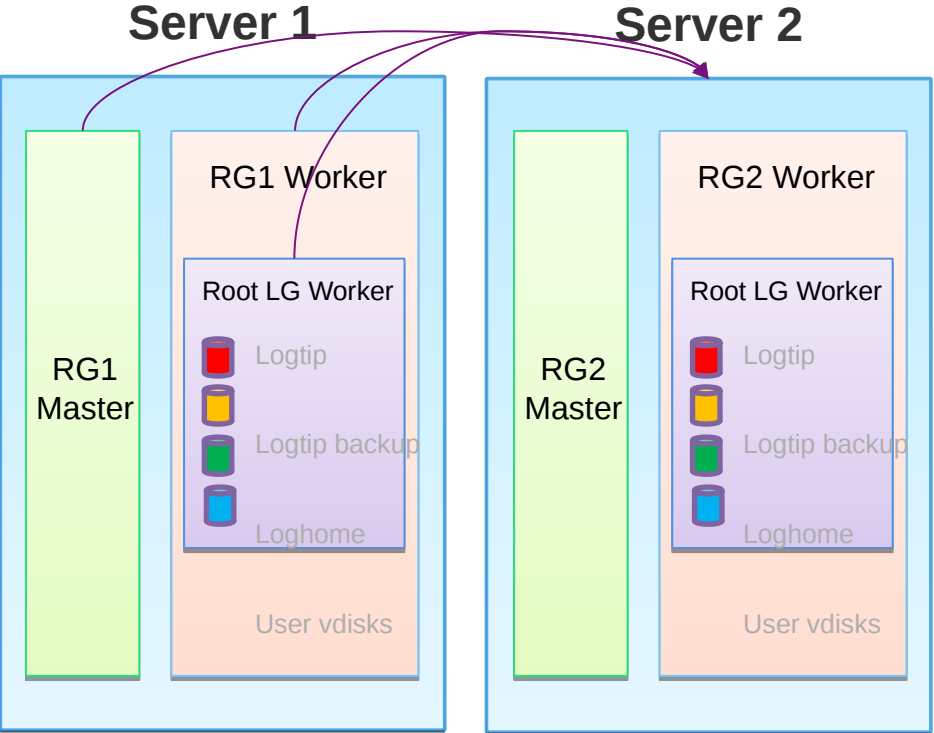 Server 1
Server 2
RG1 Worker
Root LG Worker
Logtip
RG1
Master
Logtip backup
Loghome
User vdisks
RG2 Worker
Root LG Worker
Logtip
RG2
Master
Logtip backup
Loghome
User vdisks